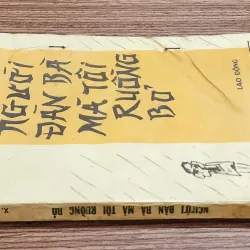 NGƯỜI
ĐÀN BÀ
MÀ TÔI
RUỒNG
BỎ
LAO ĐỘNG
NGƯỜI ĐÀN BÀ MÀ TÔI RUỒNG BỎ
X.